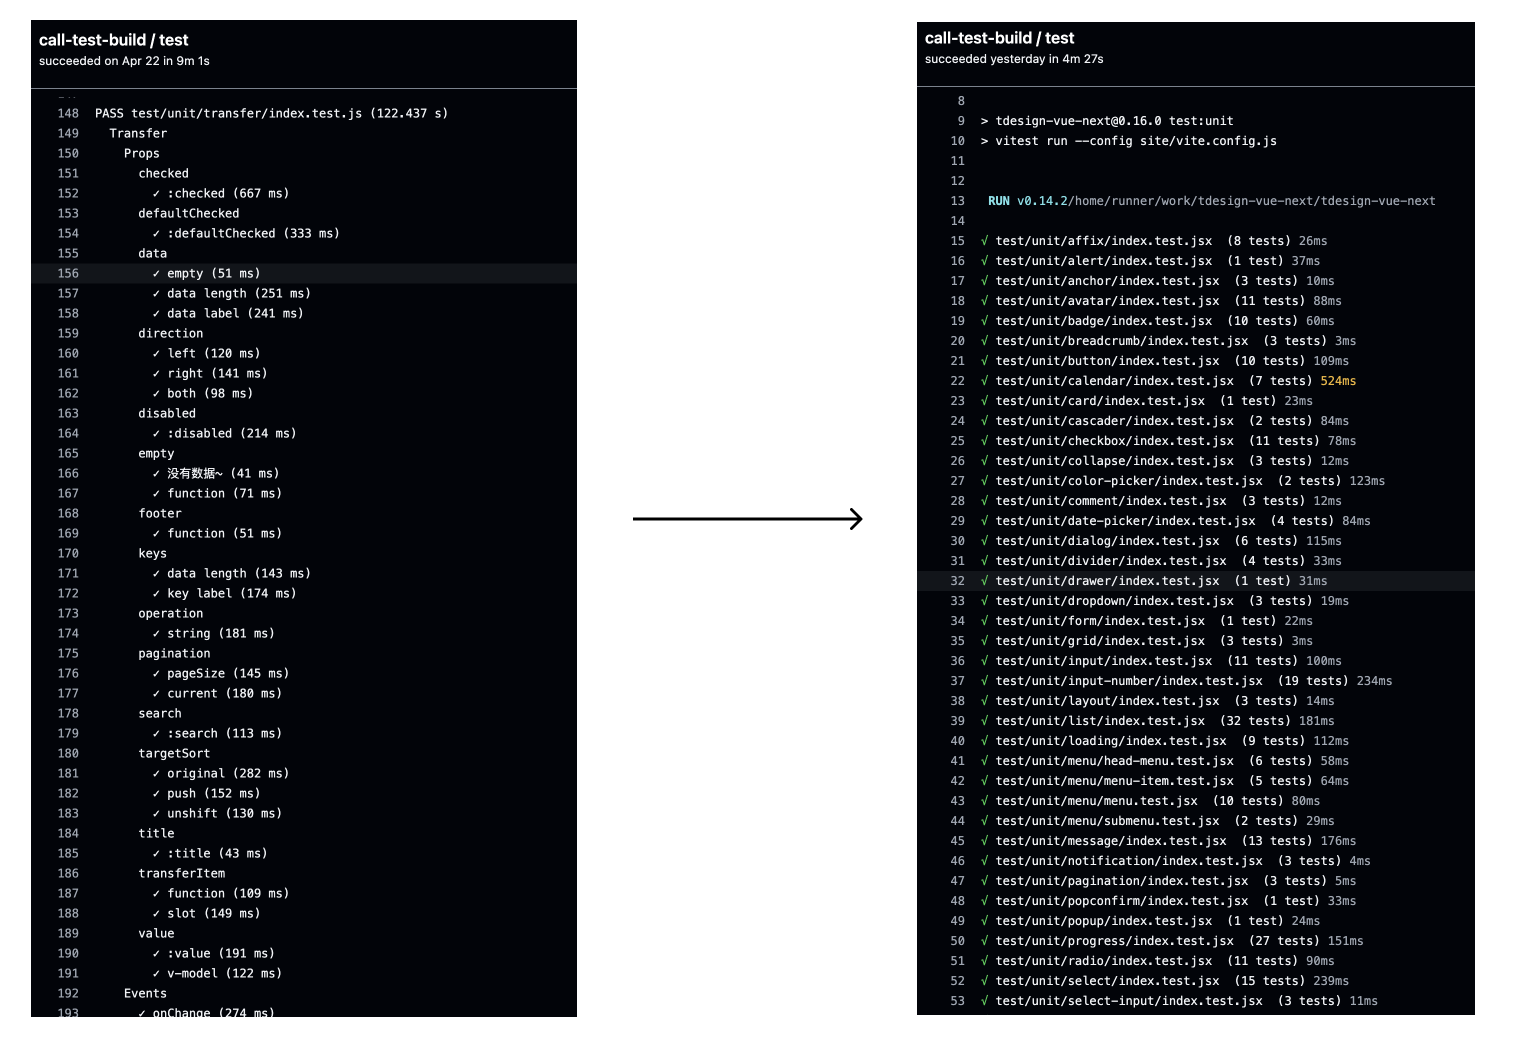 call-test-build / test
succeeded on Apr 22 in 9m 1s
148 PASS test/unit/transfer/index.test.js (122.437 s)
149 Transfer
150 Props
151 checked
152 ✓ :checked (667 ms)
153 defaultChecked
154 ✓ :defaultChecked (333 ms)
155 data
156 ✓ empty (51 ms)
157 ✓ data length (251 ms)
158 ✓ data label (241 ms)
159 direction
160 ✓ left (120 ms)
161 ✓ right (141 ms)
162 ✓ both (98 ms)
163 disabled
164 ✓ :disabled (214 ms)
165 empty
166 ✓ 没有数据~ (41 ms)
167 ✓ function (71 ms)
168 footer
169 ✓ function (51 ms)
170 keys
171 ✓ data length (143 ms)
172 ✓ key label (174 ms)
173 operation
174 ✓ string (181 ms)
175 pagination
176 ✓ pageSize (145 ms)
177 ✓ current (180 ms)
178 search
179 ✓ :search (113 ms)
180 targetSort
181 ✓ original (282 ms)
182 ✓ push (152 ms)
183 ✓ unshift (130 ms)
184 title
185 ✓ :title (43 ms)
186 transferItem
187 ✓ function (109 ms)
188 ✓ slot (149 ms)
189 value
190 ✓ :value (191 ms)
191 ✓ v-model (122 ms)
192 Events
193 ✓ onChange (274 ms)
call-test-build / test
succeeded yesterday in 4m 27s
8
9 > tdesign-vue-next@0.16.0 test:unit
10 > vitest run --config site/vite.config.js
11
12
13 RUN v0.14.2/home/runner/work/tdesign-vue-next/tdesign-vue-next
14
15 √ test/unit/affix/index.test.jsx (8 tests) 26ms
16 √ test/unit/alert/index.test.jsx (1 test) 37ms
17 √ test/unit/anchor/index.test.jsx (3 tests) 10ms
18 √ test/unit/avatar/index.test.jsx (11 tests) 88ms
19 √ test/unit/badge/index.test.jsx (10 tests) 60ms
20 √ test/unit/breadcrumb/index.test.jsx (3 tests) 3ms
21 √ test/unit/button/index.test.jsx (10 tests) 109ms
22 √ test/unit/calendar/index.test.jsx (7 tests) 524ms
23 √ test/unit/card/index.test.jsx (1 test) 23ms
24 √ test/unit/cascader/index.test.jsx (2 tests) 84ms
25 √ test/unit/checkbox/index.test.jsx (11 tests) 78ms
26 √ test/unit/collapse/index.test.jsx (3 tests) 12ms
27 √ test/unit/color-picker/index.test.jsx (2 tests) 123ms
28 √ test/unit/comment/index.test.jsx (3 tests) 12ms
29 √ test/unit/date-picker/index.test.jsx (4 tests) 84ms
30 √ test/unit/dialog/index.test.jsx (6 tests) 115ms
31 √ test/unit/divider/index.test.jsx (4 tests) 33ms
32 √ test/unit/drawer/index.test.jsx (1 test) 31ms
33 √ test/unit/dropdown/index.test.jsx (3 tests) 19ms
34 √ test/unit/form/index.test.jsx (1 test) 22ms
35 √ test/unit/grid/index.test.jsx (3 tests) 3ms
36 √ test/unit/input/index.test.jsx (11 tests) 100ms
37 √ test/unit/input-number/index.test.jsx (19 tests) 234ms
38 √ test/unit/layout/index.test.jsx (3 tests) 14ms
39 √ test/unit/list/index.test.jsx (32 tests) 181ms
40 √ test/unit/loading/index.test.jsx (9 tests) 112ms
41 √ test/unit/menu/head-menu.test.jsx (6 tests) 58ms
42 √ test/unit/menu/menu-item.test.jsx (5 tests) 64ms
43 √ test/unit/menu/menu.test.jsx (10 tests) 80ms
44 √ test/unit/menu/submenu.test.jsx (2 tests) 29ms
45 √ test/unit/message/index.test.jsx (13 tests) 176ms
46 √ test/unit/notification/index.test.jsx (3 tests) 4ms
47 √ test/unit/pagination/index.test.jsx (3 tests) 5ms
48 √ test/unit/popconfirm/index.test.jsx (1 test) 33ms
49 √ test/unit/popup/index.test.jsx (1 test) 24ms
50 √ test/unit/progress/index.test.jsx (27 tests) 151ms
51 √ test/unit/radio/index.test.jsx (11 tests) 90ms
52 √ test/unit/select/index.test.jsx (15 tests) 239ms
53 √ test/unit/select-input/index.test.jsx (3 tests) 11ms